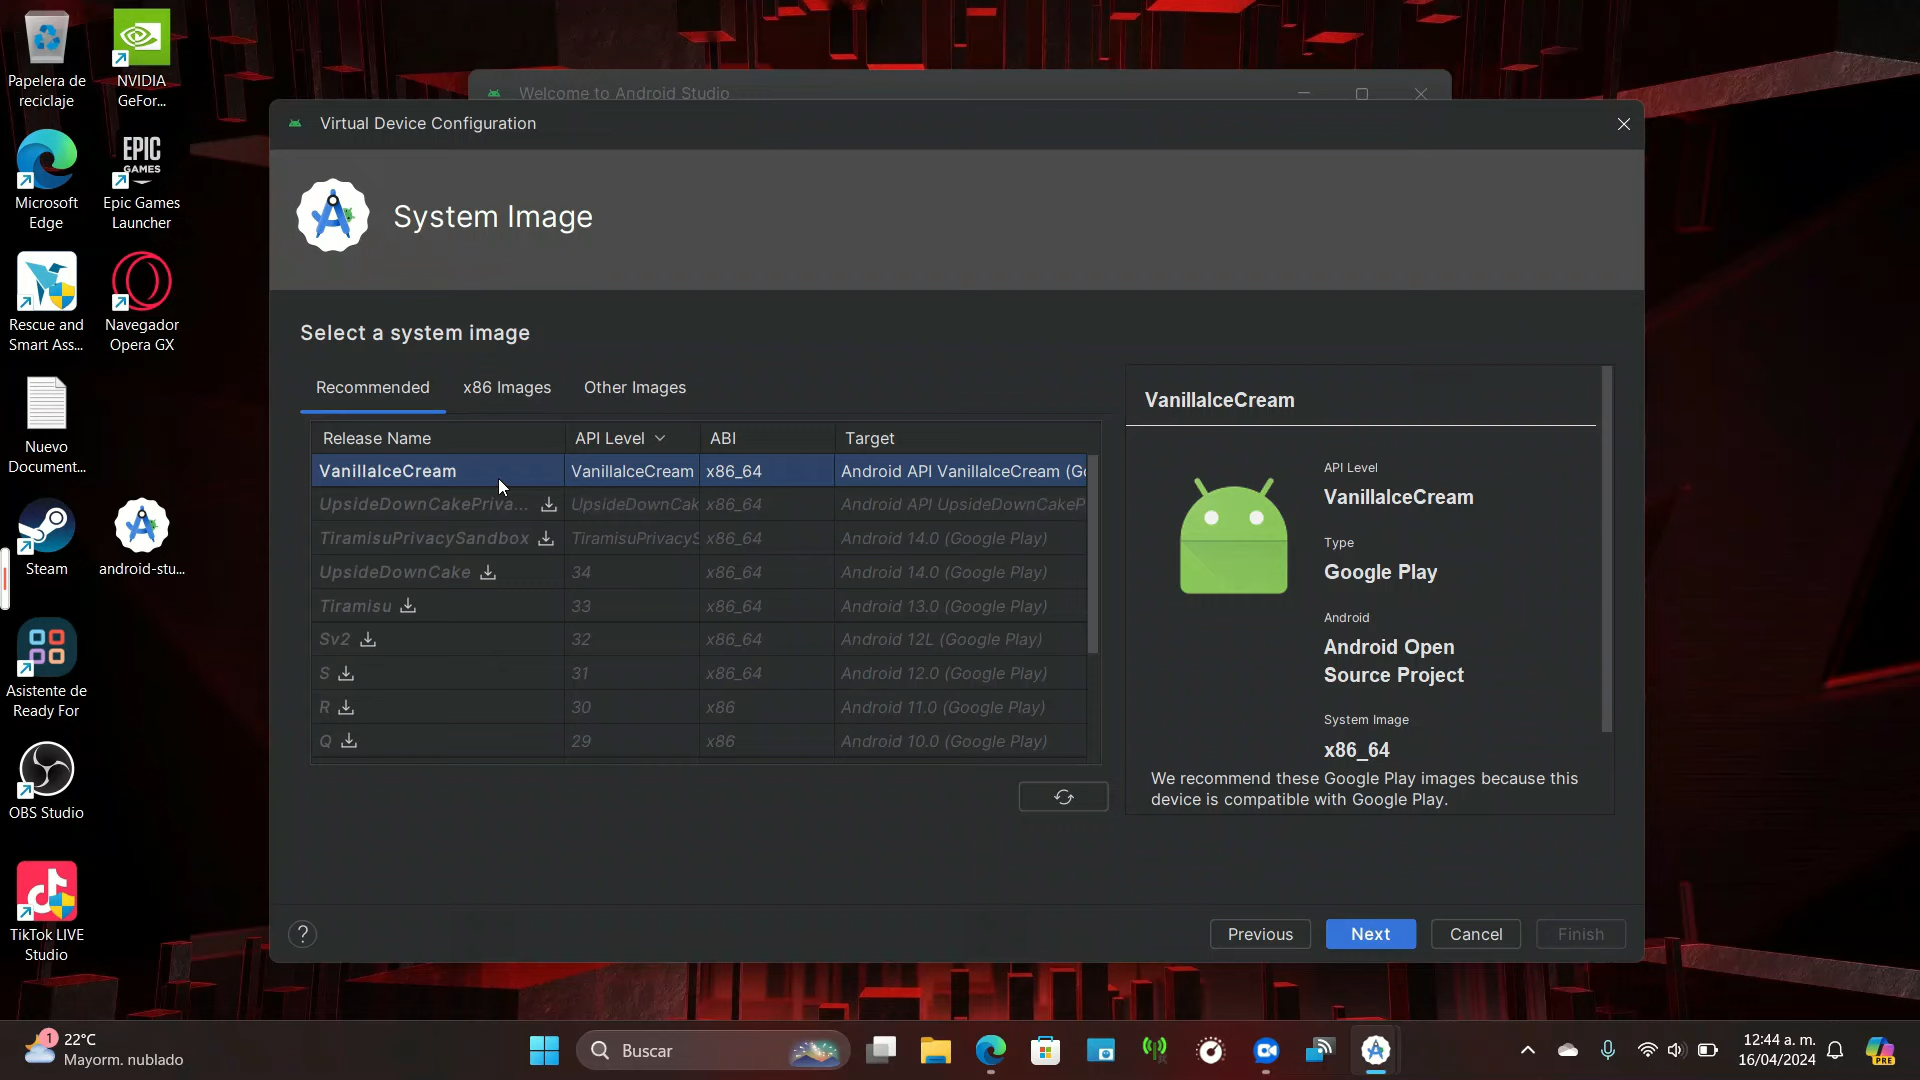 Papelera de
reciclaje
NVIDIA
GeFor...
Microsoft
Edge
EPIC
GAMES
Epic Games
Launcher
Rescue and
Smart Ass...
Navegador
Opera GX
Nuevo
Document...
Steam
android-stu...
Asistente de
Ready For
OBS Studio
TikTok LIVE
Studio
Welcome to Android Studio
Virtual Device Configuration
System Image
Select a system image
Recommended x86 Images Other Images
Release Name API Level ABI Target
VanillaIceCream VanillaIceCream x86_64 Android API VanillaIceCream (Go
UpsideDownCakePriva... UpsideDownCak x86_64 Android API UpsideDownCakeP
TiramisuPrivacySandbox TiramisuPrivacyS x86_64 Android 14.0 (Google Play)
UpsideDownCake 34 x86_64 Android 14.0 (Google Play)
Tiramisu 33 x86_64 Android 13.0 (Google Play)
Sv2 32 x86_64 Android 12L (Google Play)
S 31 x86_64 Android 12.0 (Google Play)
R 30 x86 Android 11.0 (Google Play)
Q 29 x86 Android 10.0 (Google Play)
VanillaIceCream
API Level
VanillaIceCream
Type
Google Play
Android
Android Open
Source Project
System Image
x86_64
We recommend these Google Play images because this
device is compatible with Google Play.
? Previous Next Cancel Finish
1
22°C
Mayorm. nublado
Buscar
12:44 a. m.
16/04/2024
PRE